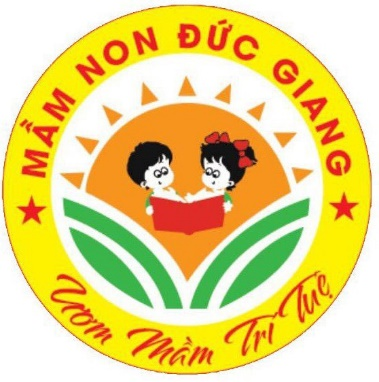 MẦM NON ĐỨC GIANG
Ươm Mầm Trí Tuệ